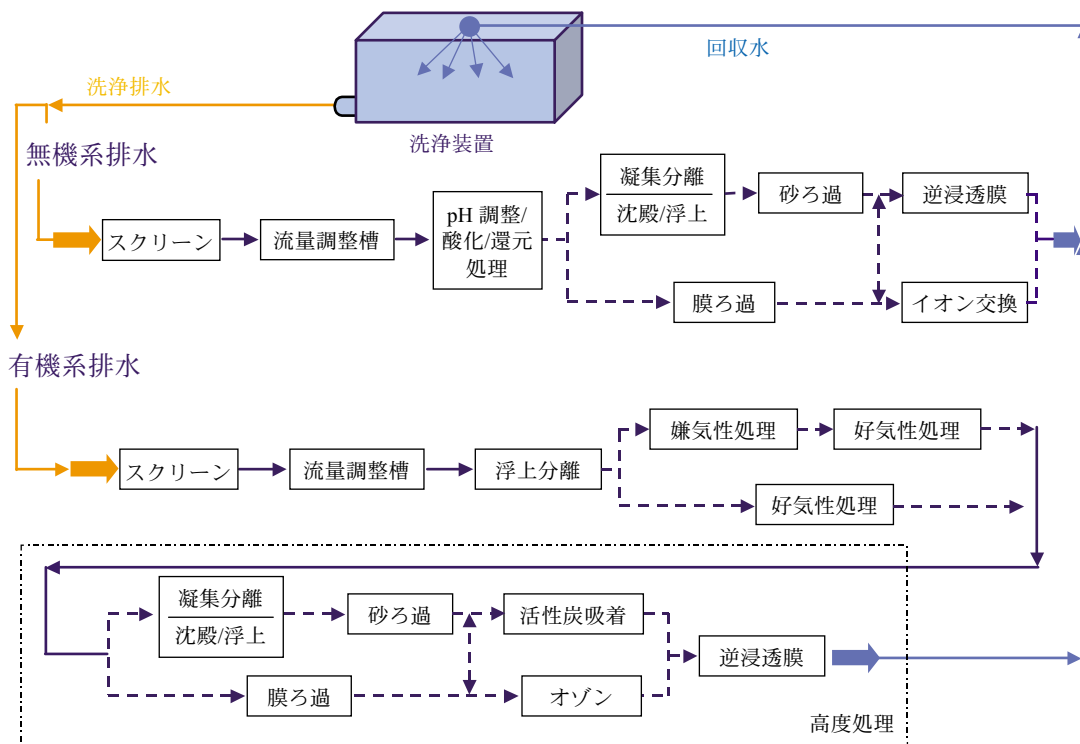 回収水
洗浄排水
洗浄装置
無機系排水
スクリーン
流量調整槽
pH 調整/
酸化/還元
処理
凝集分離
沈殿/浮上
砂ろ過
逆浸透膜
膜ろ過
イオン交換
有機系排水
スクリーン
流量調整槽
浮上分離
嫌気性処理
好気性処理
好気性処理
凝集分離
沈殿/浮上
砂ろ過
活性炭吸着
逆浸透膜
膜ろ過
オゾン
高度処理